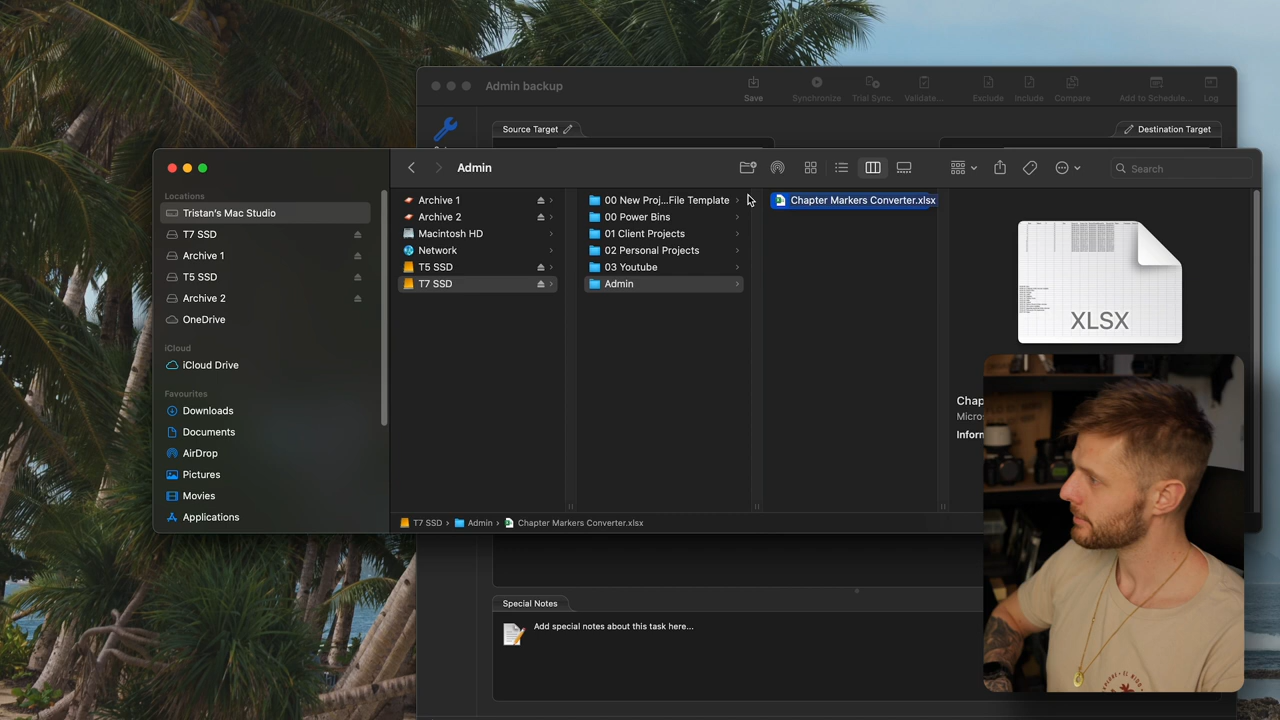 Admin backup
Save
Synchronize
Trial Sync.
Validate...
Exclude
Include
Compare
Add to Schedule...
Log
Source Target
Destination Target
Admin
Search
Locations
Tristan's Mac Studio
T7 SSD
Archive 1
T5 SSD
Archive 2
OneDrive
iCloud
iCloud Drive
Favourites
Downloads
Documents
AirDrop
Pictures
Movies
Applications
Archive 1
Archive 2
Macintosh HD
Network
T5 SSD
T7 SSD
00 New Proj...File Template
00 Power Bins
01 Client Projects
02 Personal Projects
03 Youtube
Admin
Chapter Markers Converter.xlsx
XLSX
Chap
Micros
Inform
T7 SSD › Admin › Chapter Markers Converter.xlsx
Special Notes
Add special notes about this task here...